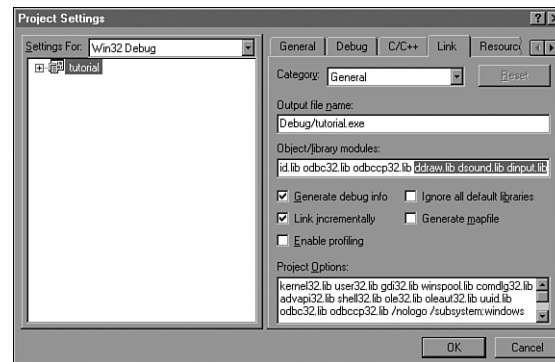 Project Settings
Settings For: Win32 Debug
tutorial
General Debug C/C++ Link Resourc
Category: General
Reset
Output file name:
Debug/tutorial.exe
Object/library modules:
id.lib odbc32.lib odbccp32.lib ddraw.lib dsound.lib dinput.lib
Generate debug info
Ignore all default libraries
Link incrementally
Generate mapfile
Enable profiling
Project Options:
kernel32.lib user32.lib gdi32.lib winspool.lib comdlg32.lib
advapi32.lib shell32.lib ole32.lib oleaut32.lib uuid.lib
odbc32.lib odbccp32.lib /nologo /subsystem:windows
OK
Cancel